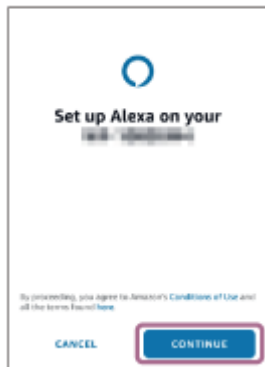 Set up Alexa on your
By proceeding, you agree to Amazon's Conditions of Use and
all the terms found here.
CANCEL
CONTINUE